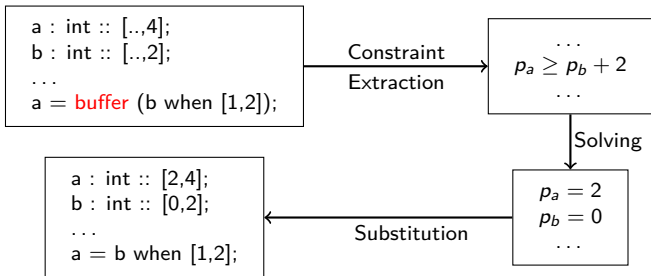 a : int :: [..,4];
b : int :: [..,2];
...
a = buffer (b when [1,2]);
Constraint
Extraction
...
p_a ≥ p_b + 2
...
Solving
p_a = 2
p_b = 0
...
Substitution
a : int :: [2,4];
b : int :: [0,2];
...
a = b when [1,2];